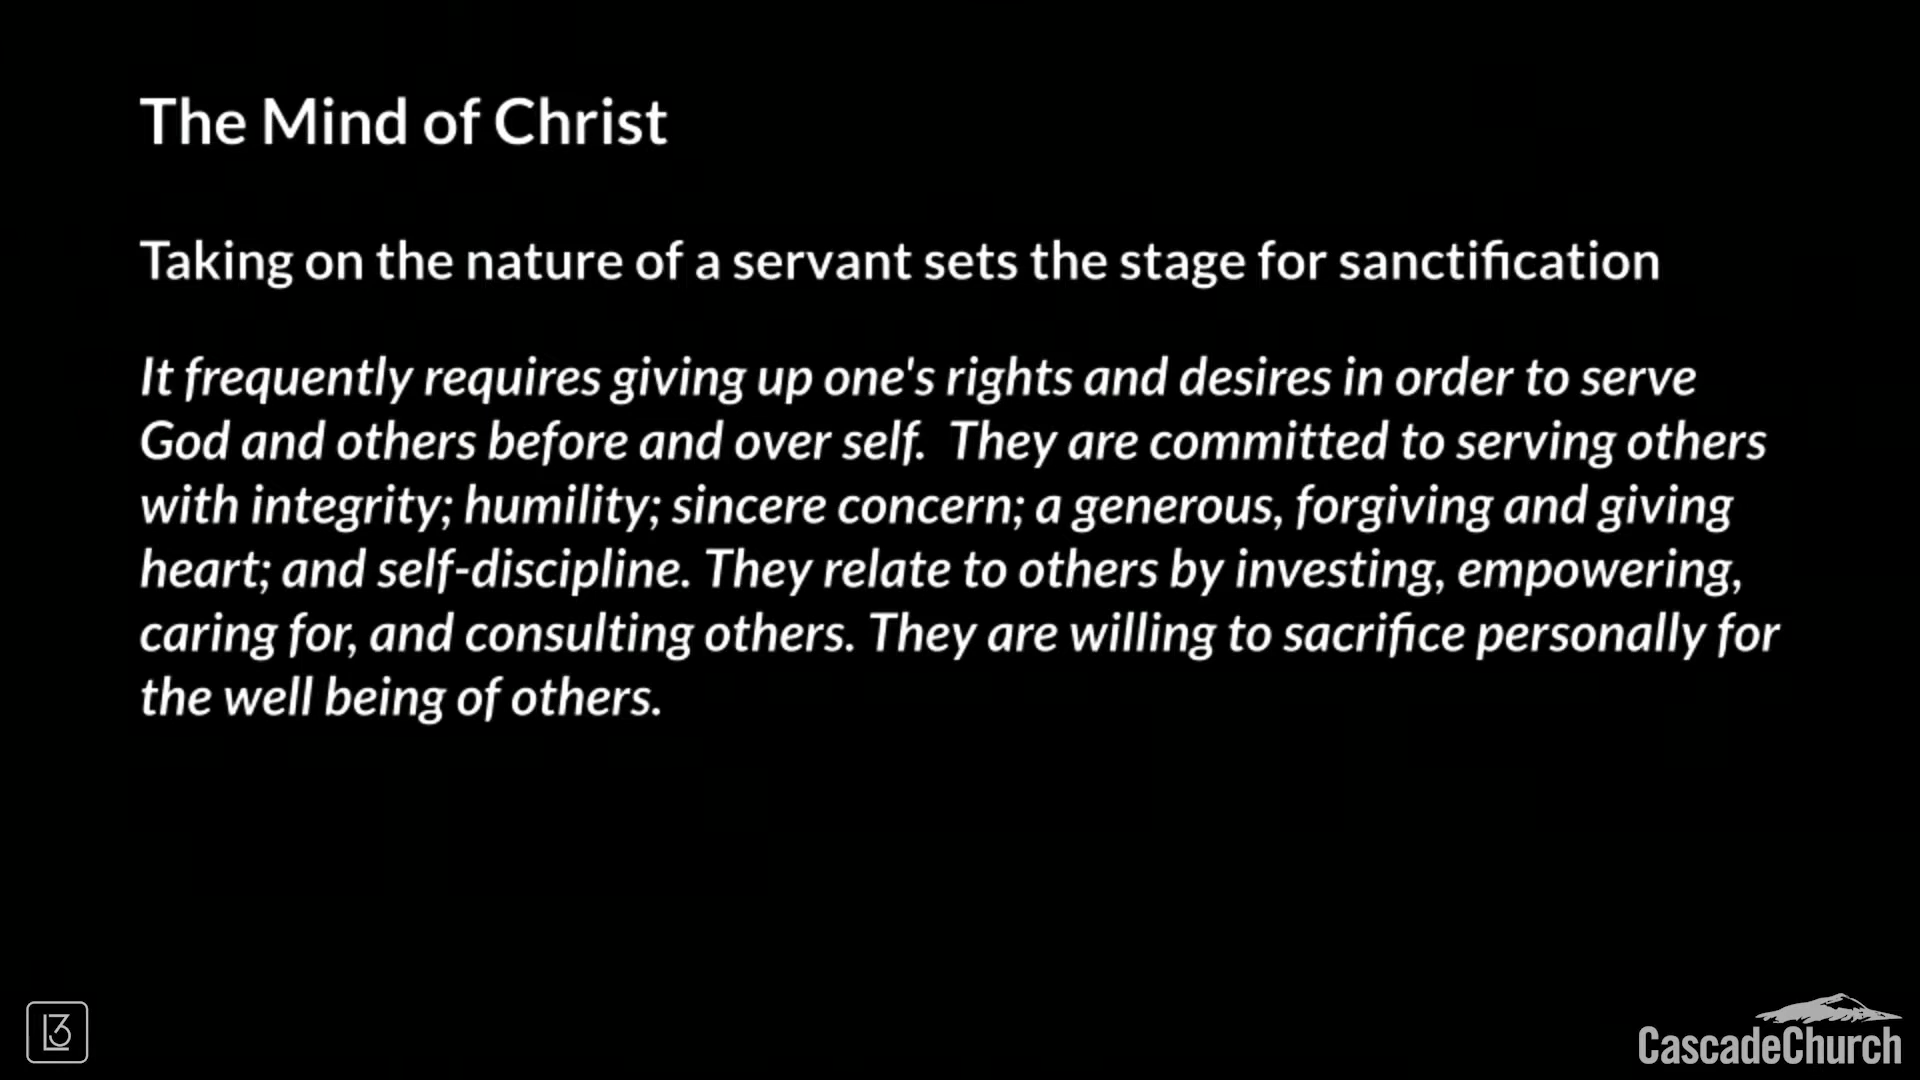 The Mind of Christ
Taking on the nature of a servant sets the stage for sanctification
It frequently requires giving up one's rights and desires in order to serve
God and others before and over self.  They are committed to serving others
with integrity; humility; sincere concern; a generous, forgiving and giving
heart; and self-discipline. They relate to others by investing, empowering,
caring for, and consulting others. They are willing to sacrifice personally for
the well being of others.
L3
CascadeChurch